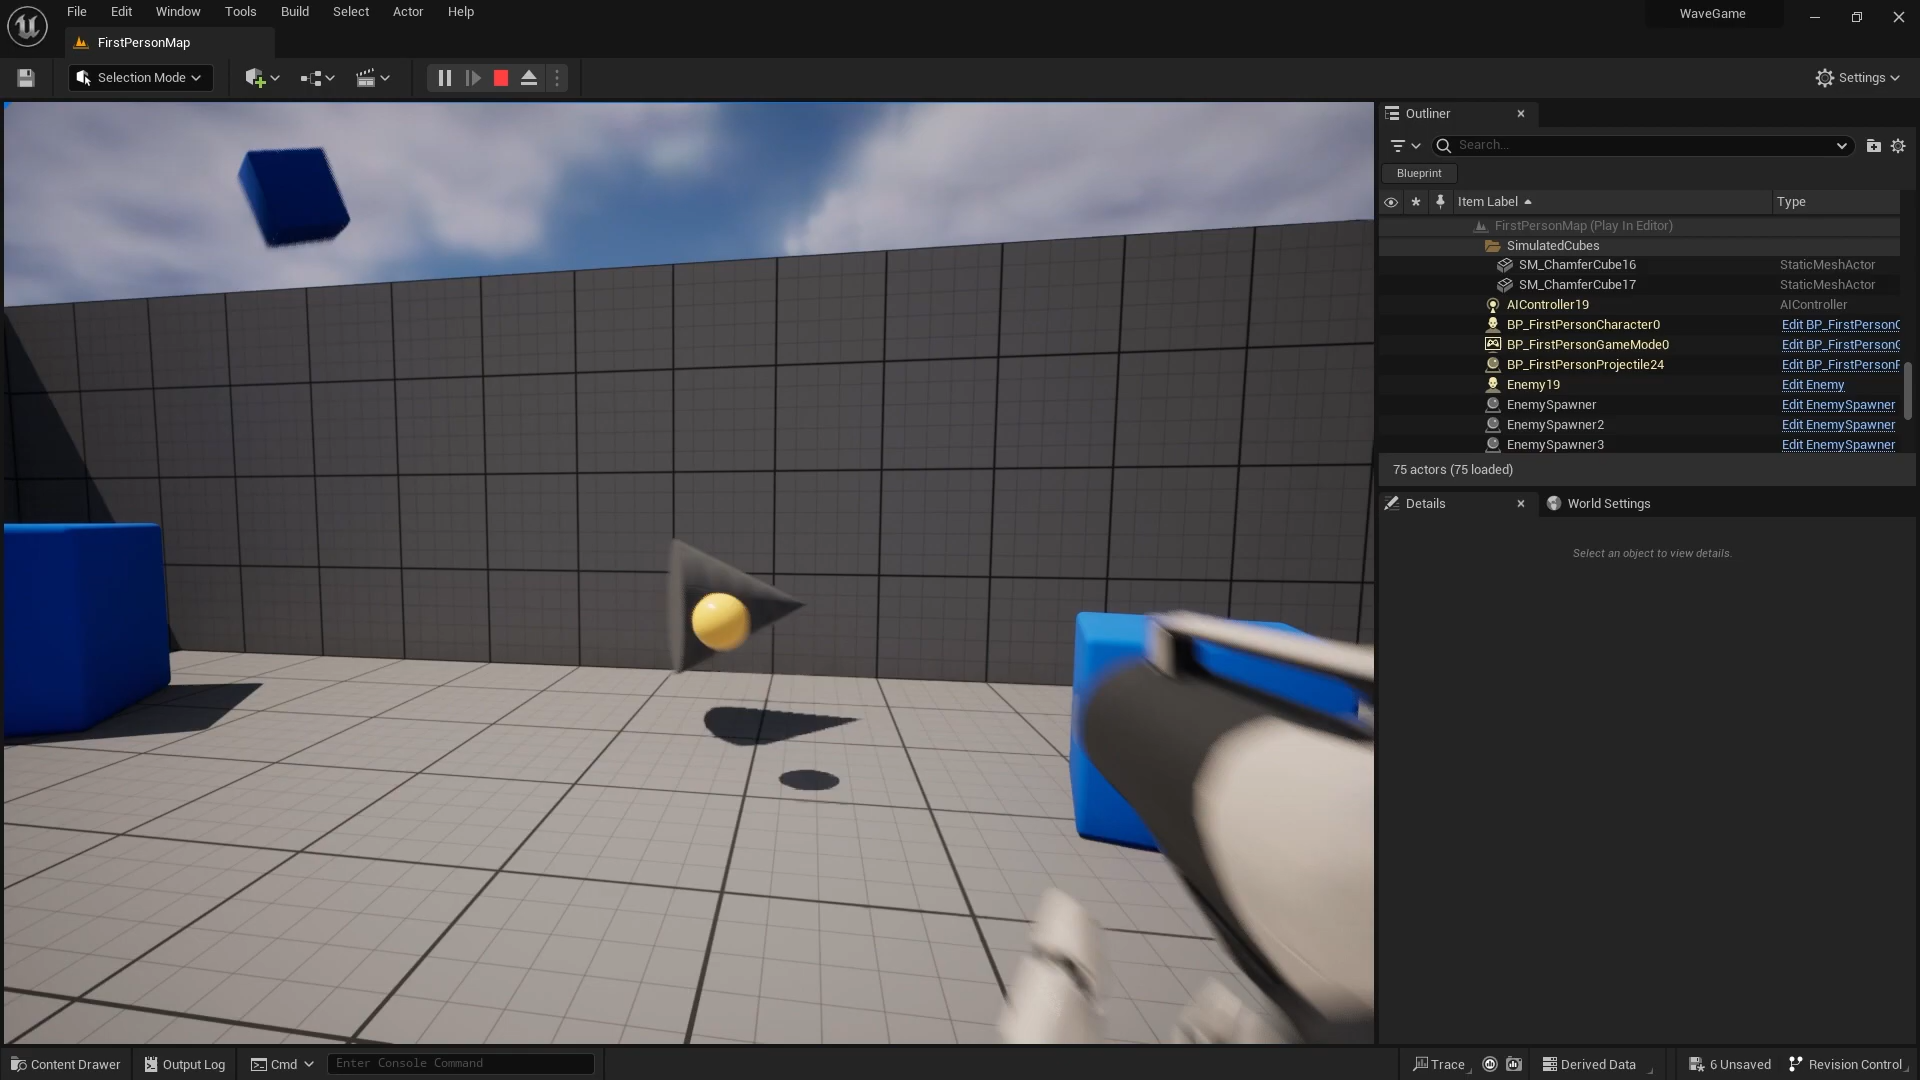 File Edit Window Tools Build Select Actor Help
WaveGame
FirstPersonMap
Selection Mode
Settings
Outliner
Search...
Blueprint
Item Label Type
FirstPersonMap (Play In Editor)
SimulatedCubes
SM_ChamferCube16 StaticMeshActor
SM_ChamferCube17 StaticMeshActor
AIController19 AIController
BP_FirstPersonCharacter0 Edit BP_FirstPersonC
BP_FirstPersonGameMode0 Edit BP_FirstPersonG
BP_FirstPersonProjectile24 Edit BP_FirstPersonP
Enemy19 Edit Enemy
EnemySpawner Edit EnemySpawner
EnemySpawner2 Edit EnemySpawner
EnemySpawner3 Edit EnemySpawner
75 actors (75 loaded)
Details World Settings
Select an object to view details.
Content Drawer Output Log Cmd Enter Console Command Trace Derived Data 6 Unsaved Revision Control